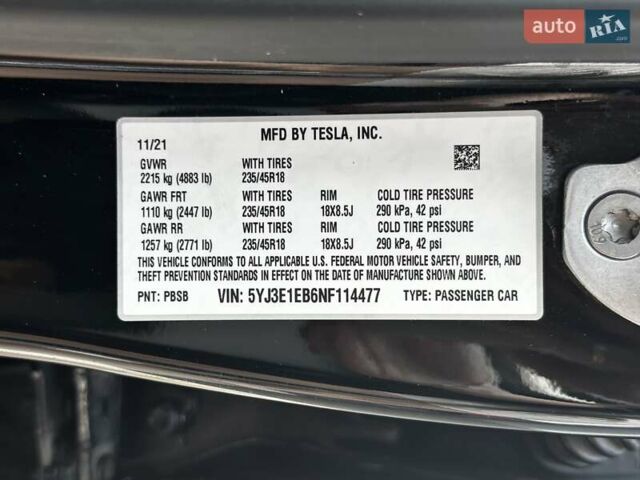 auto RIA .com
MFD BY TESLA, INC.
11/21
GVWR WITH TIRES
2215 kg (4883 lb) 235/45R18
GAWR FRT WITH TIRES RIM COLD TIRE PRESSURE
1110 kg (2447 lb) 235/45R18 18X8.5J 290 kPa, 42 psi
GAWR RR WITH TIRES RIM COLD TIRE PRESSURE
1257 kg (2771 lb) 235/45R18 18X8.5J 290 kPa, 42 psi
THIS VEHICLE CONFORMS TO ALL APPLICABLE U.S. FEDERAL MOTOR VEHICLE SAFETY, BUMPER, AND
THEFT PREVENTION STANDARDS IN EFFECT ON THE DATE OF MANUFACTURE SHOWN ABOVE.
PNT: PBSB VIN: 5YJ3E1EB6NF114477 TYPE: PASSENGER CAR